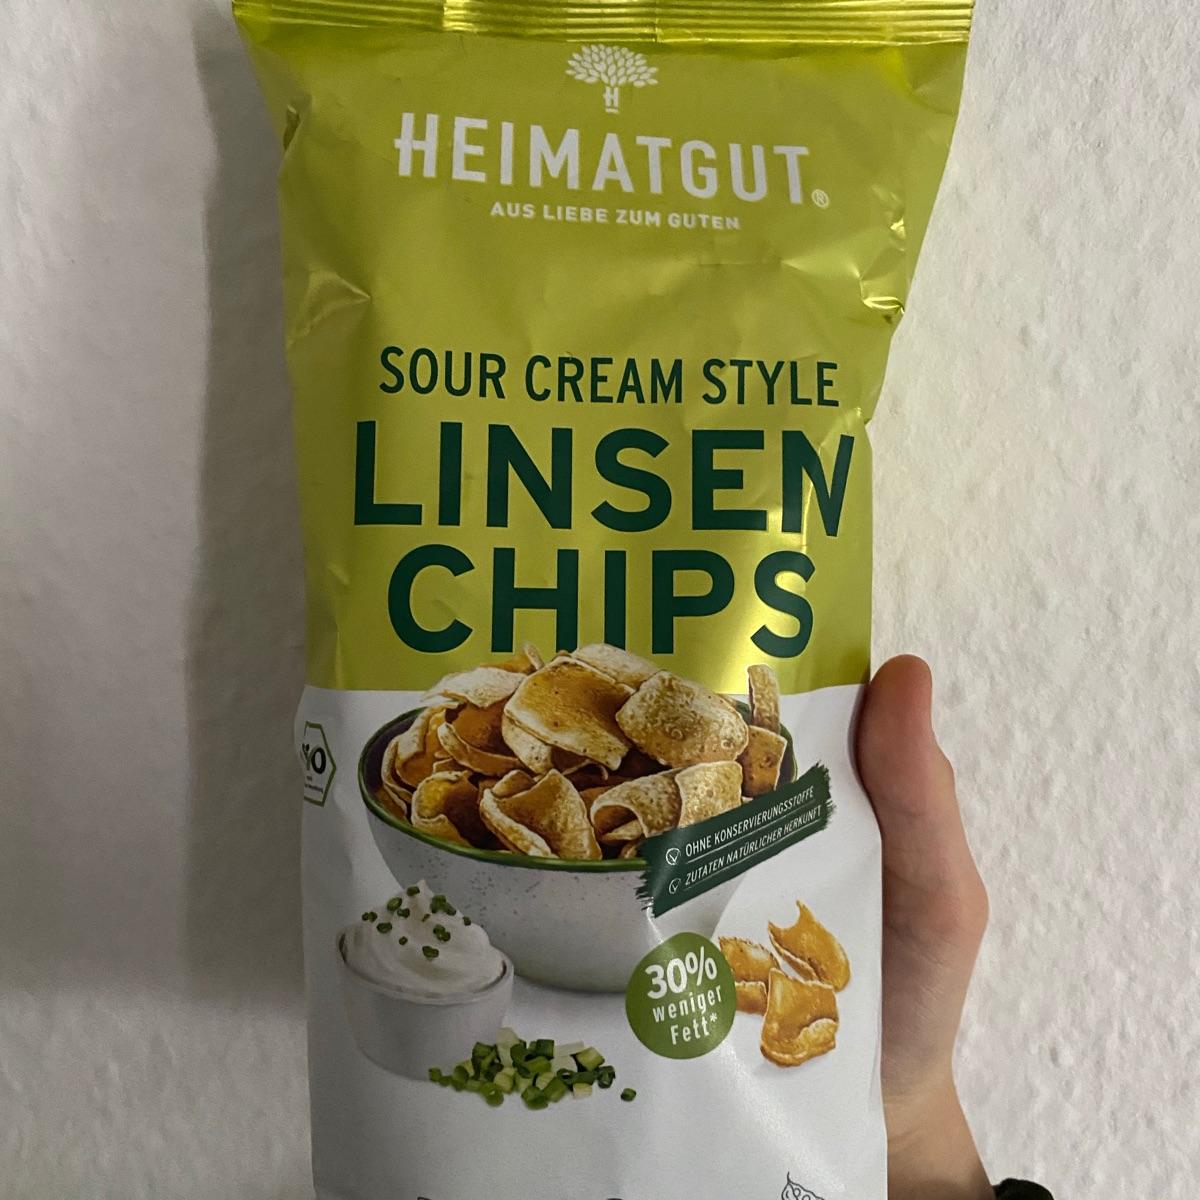 H
HEIMATGUT®
AUS LIEBE ZUM GUTEN
SOUR CREAM STYLE
LINSEN
CHIPS
OHNE KONSERVIERUNGSSTOFFE
ZUTATEN NATÜRLICHER HERKUNFT
30%
weniger
Fett*